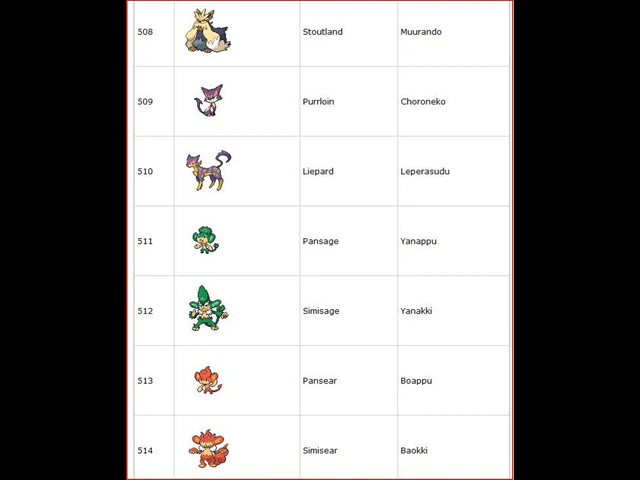 508 Stoutland Muurando
509 Purrloin Choroneko
510 Liepard Leperasudu
511 Pansage Yanappu
512 Simisage Yanakki
513 Pansear Boappu
514 Simisear Baokki